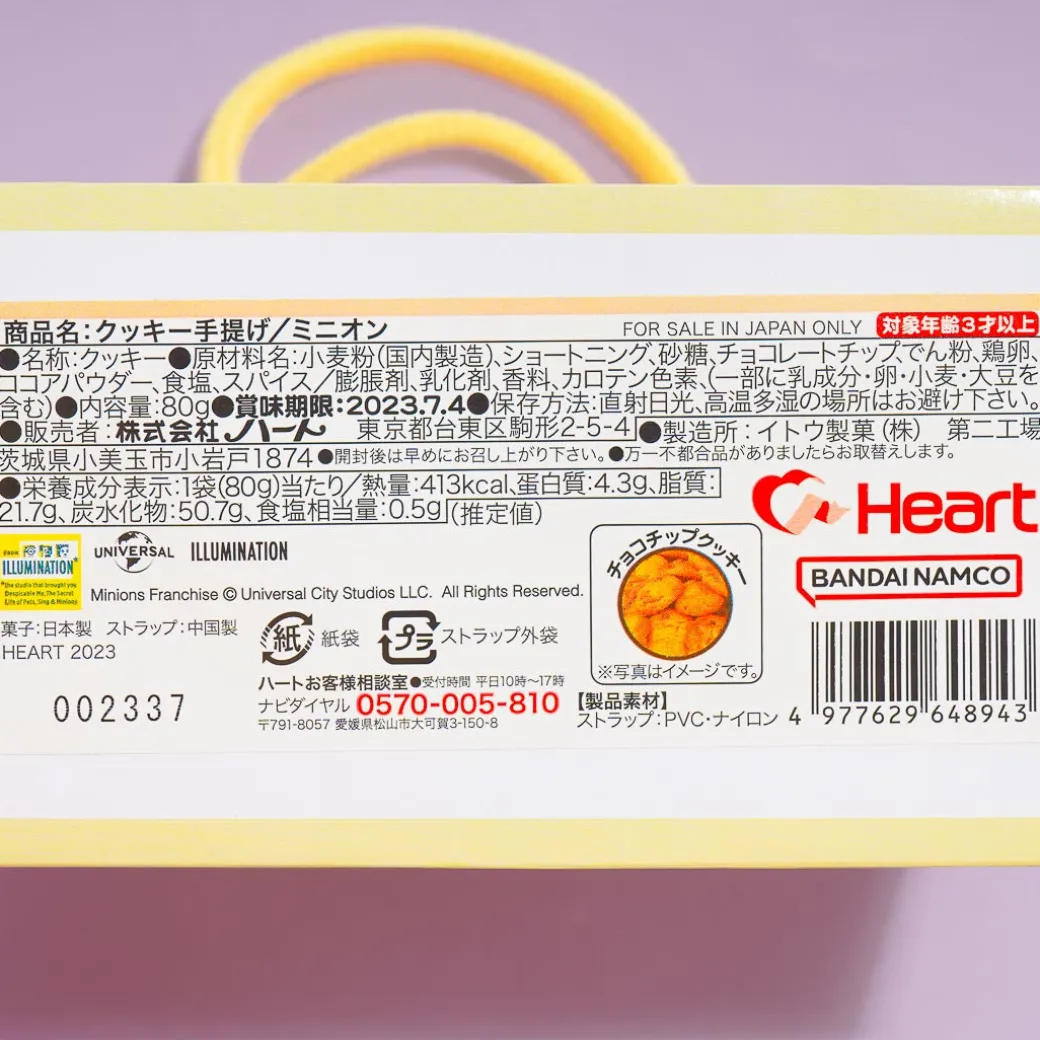 商品名:クッキー手提げ/ミニオン
FOR SALE IN JAPAN ONLY
対象年齢3才以上
●名称:クッキー●原材料名:小麦粉(国内製造)、ショートニング、砂糖、チョコレートチップ、でん粉、鶏卵、
ココアパウダー、食塩、スパイス/膨脹剤、乳化剤、香料、カロテン色素、(一部に乳成分・卵・小麦・大豆を
含む)●内容量:80g●賞味期限:2023.7.4●保存方法:直射日光、高温多湿の場所はお避け下さい。
●販売者:株式会社ハート 東京都台東区駒形2-5-4 ●製造所:イトウ製菓(株) 第二工場
茨城県小美玉市小岩戸1874 ●開封後は早めにお召し上がり下さい。●万一不都合品がありましたらお取替えします。
●栄養成分表示:1袋(80g)当たり/熱量:413kcal、蛋白質:4.3g、脂質:
21.7g、炭水化物:50.7g、食塩相当量:0.5g (推定値)
Heart
BANDAI NAMCO
FROM
ILLUMINATION*
*the studio that brought you
Despicable Me, The Secret
Life of Pets, Sing & Minions
UNIVERSAL
ILLUMINATION
Minions Franchise © Universal City Studios LLC. All Rights Reserved.
チョコチップクッキー
※写真はイメージです。
菓子:日本製 ストラップ:中国製
HEART 2023
紙 紙袋
プラ ストラップ外袋
002337
ハートお客様相談室 ●受付時間 平日10時~17時
ナビダイヤル 0570-005-810
〒791-8057 愛媛県松山市大可賀3-150-8
【製品素材】
ストラップ:PVC・ナイロン
4 977629 648943